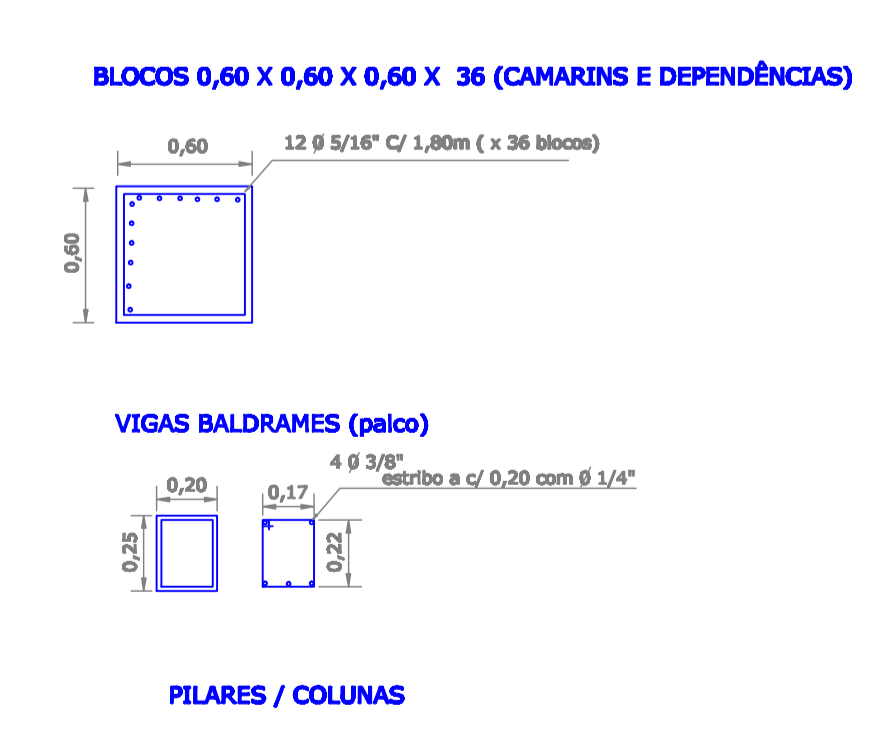 BLOCOS 0,60 X 0,60 X 0,60 X 36 (CAMARINS E DEPENDÊNCIAS)
0,60
12 Ø 5/16" C/ 1,80m ( x 36 blocos)
0,60
VIGAS BALDRAMES (palco)
4 Ø 3/8"
estribo a c/ 0,20 com Ø 1/4"
0,20
0,17
0,25
0,22
PILARES / COLUNAS